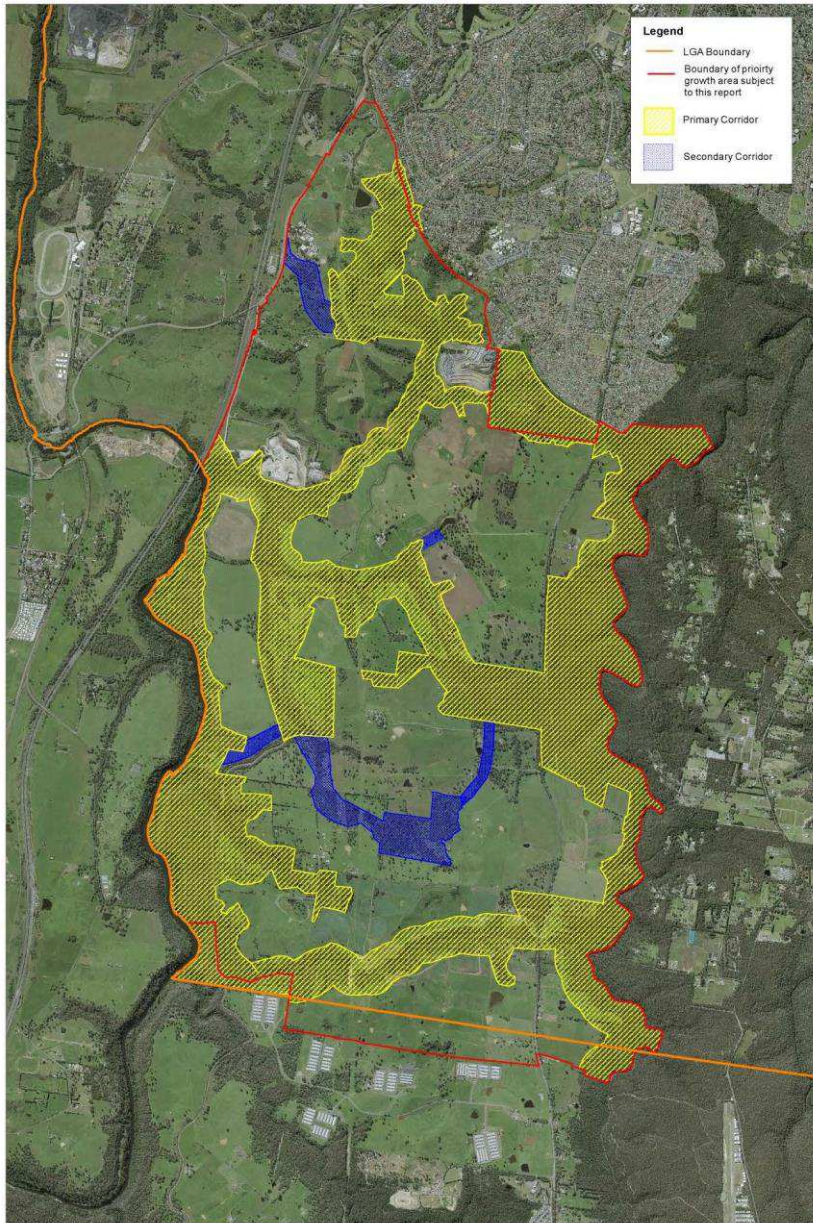 Legend
LGA Boundary
Boundary of prioirty
growth area subject
to this report
Primary Corridor
Secondary Corridor